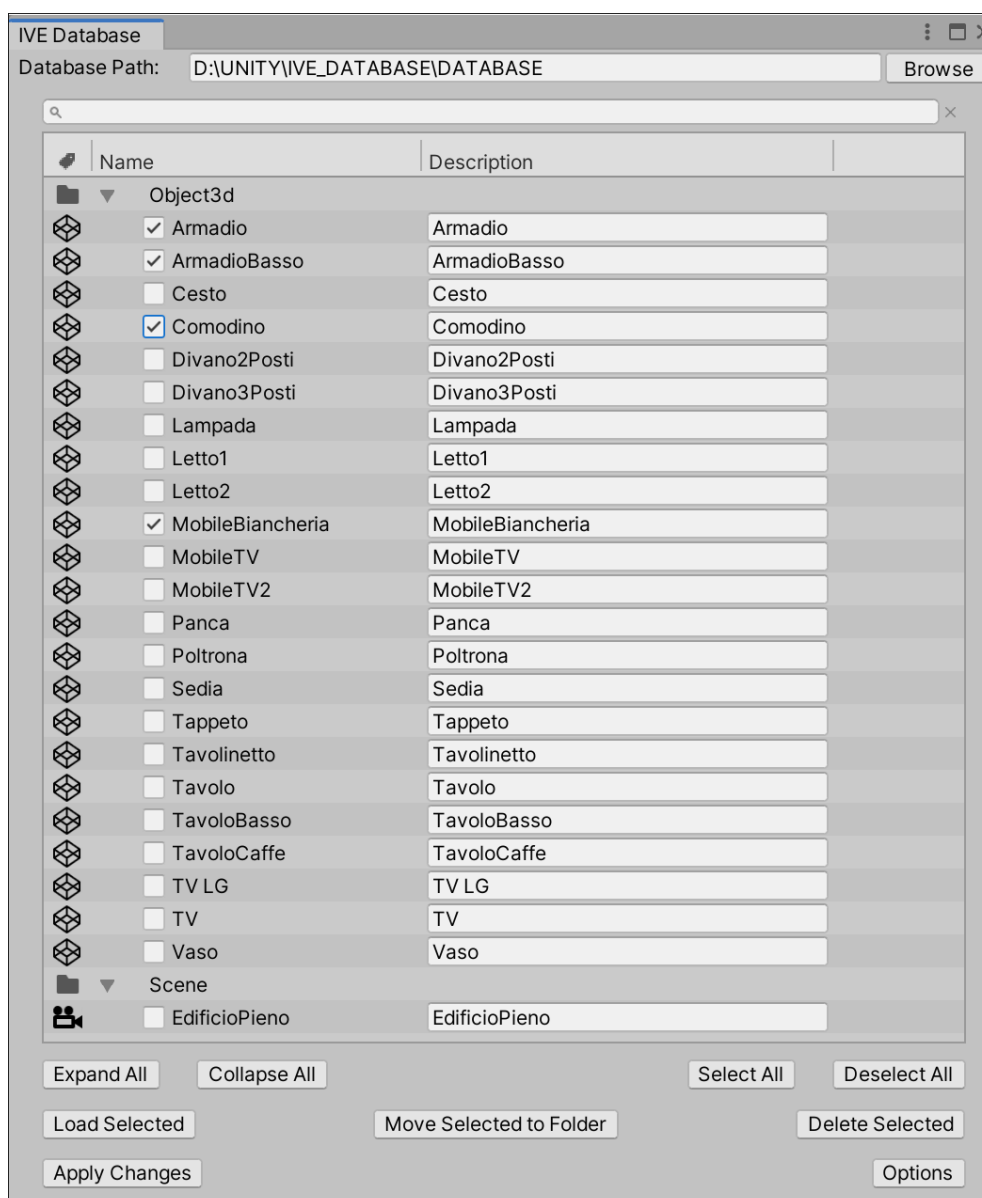 IVE Database
Database Path: D:\UNITY\IVE_DATABASE\DATABASE Browse
Name Description
Object3d
Armadio Armadio
ArmadioBasso ArmadioBasso
Cesto Cesto
Comodino Comodino
Divano2Posti Divano2Posti
Divano3Posti Divano3Posti
Lampada Lampada
Letto1 Letto1
Letto2 Letto2
MobileBiancheria MobileBiancheria
MobileTV MobileTV
MobileTV2 MobileTV2
Panca Panca
Poltrona Poltrona
Sedia Sedia
Tappeto Tappeto
Tavolinetto Tavolinetto
Tavolo Tavolo
TavoloBasso TavoloBasso
TavoloCaffe TavoloCaffe
TV LG TV LG
TV TV
Vaso Vaso
Scene
EdificioPieno EdificioPieno
Expand All Collapse All Select All Deselect All
Load Selected Move Selected to Folder Delete Selected
Apply Changes Options